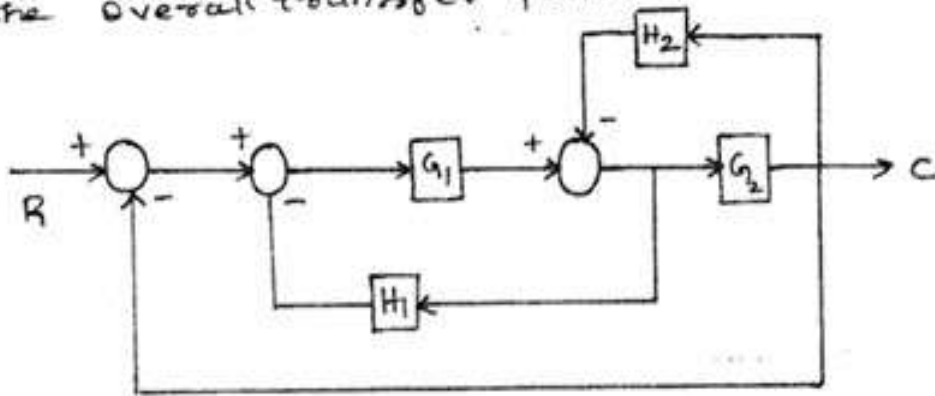 the overall transfer
H2
+ + G1 + - G2 C
R - -
H1